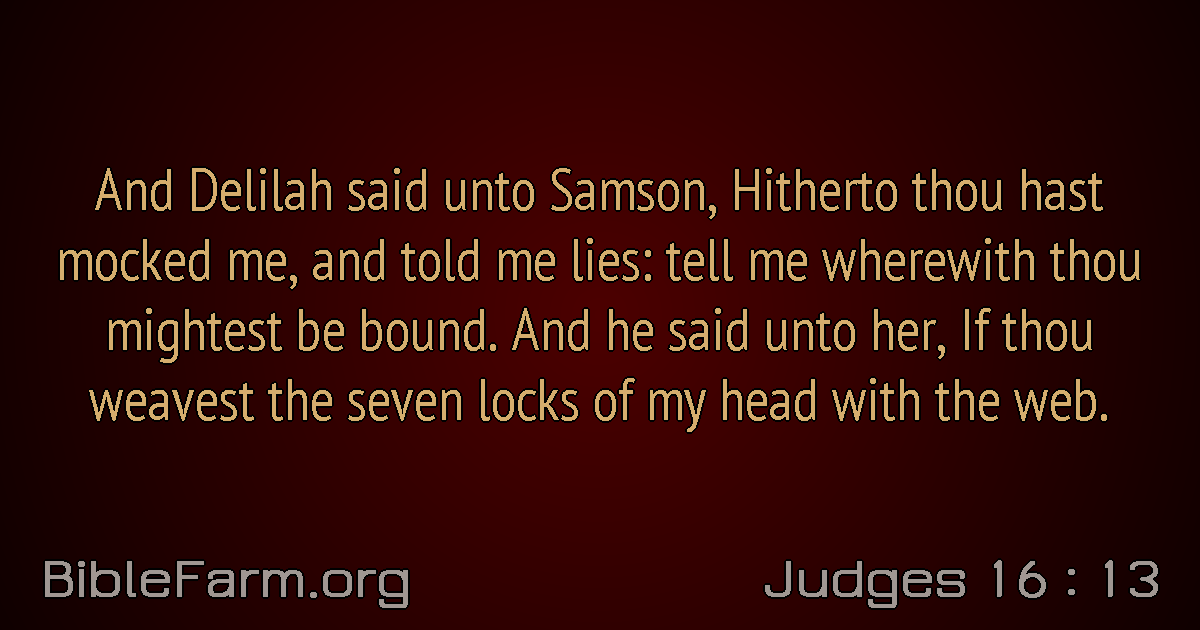 And Delilah said unto Samson, Hitherto thou hast
mocked me, and told me lies: tell me wherewith thou
mightest be bound. And he said unto her, If thou
weavest the seven locks of my head with the web.
BibleFarm.org
Judges 16 : 13